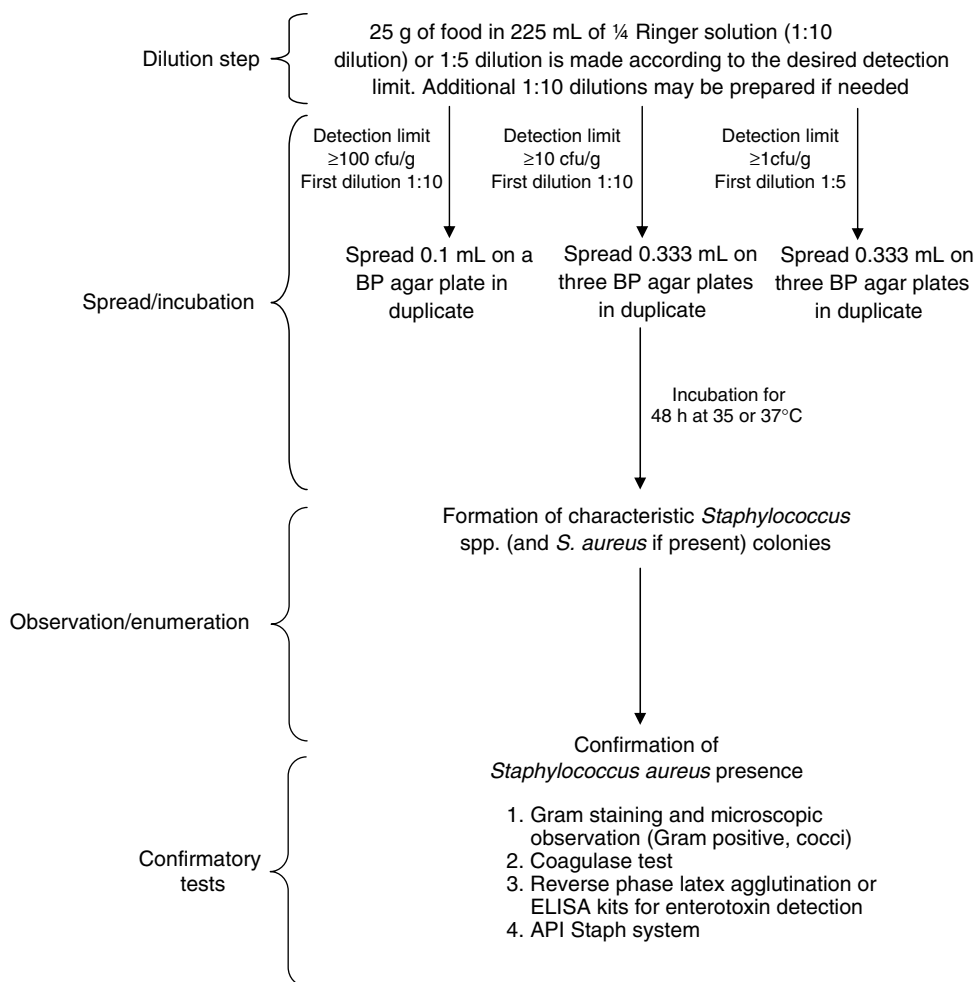 Dilution step
25 g of food in 225 mL of ¼ Ringer solution (1:10
dilution) or 1:5 dilution is made according to the desired detection
limit. Additional 1:10 dilutions may be prepared if needed
Detection limit
≥100 cfu/g
First dilution 1:10
Detection limit
≥10 cfu/g
First dilution 1:10
Detection limit
≥1cfu/g
First dilution 1:5
Spread/incubation
Spread 0.1 mL on a
BP agar plate in
duplicate
Spread 0.333 mL on
three BP agar plates
in duplicate
Spread 0.333 mL on
three BP agar plates
in duplicate
Incubation for
48 h at 35 or 37°C
Observation/enumeration
Formation of characteristic Staphylococcus
spp. (and S. aureus if present) colonies
Confirmatory
tests
Confirmation of
Staphylococcus aureus presence
1. Gram staining and microscopic
observation (Gram positive, cocci)
2. Coagulase test
3. Reverse phase latex agglutination or
ELISA kits for enterotoxin detection
4. API Staph system